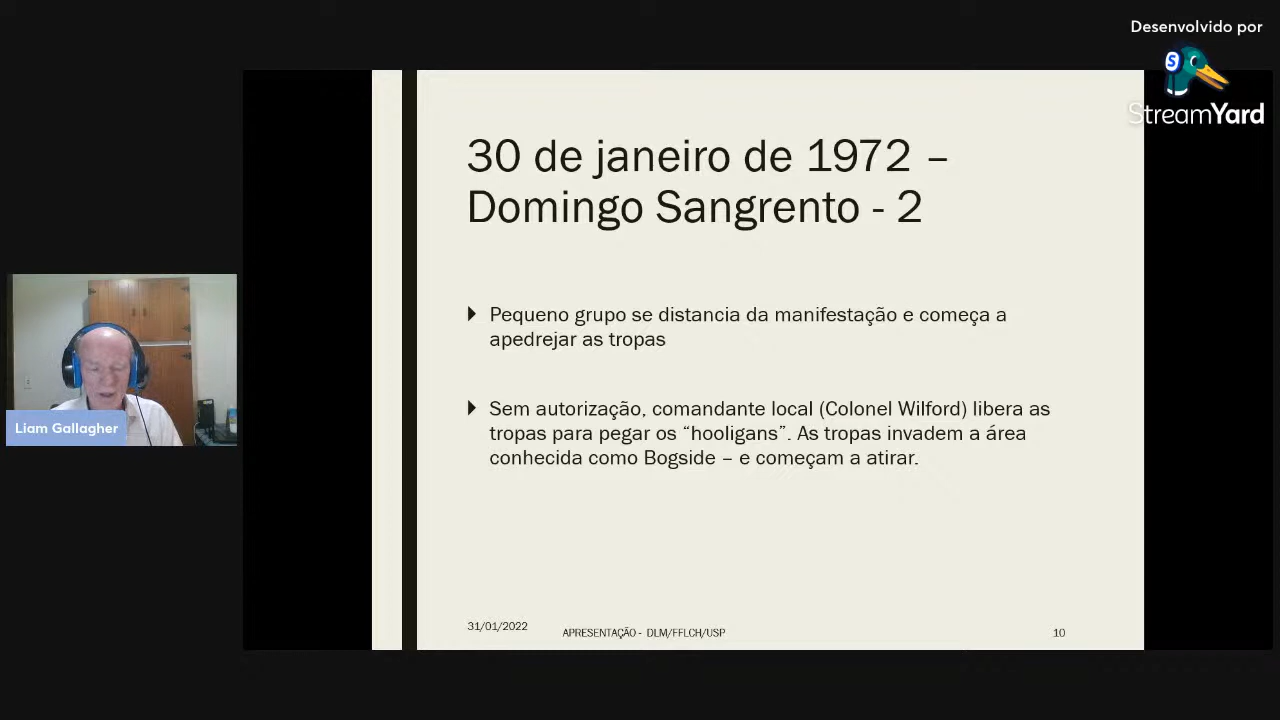 Desenvolvido por
S
StreamYard
30 de janeiro de 1972 –
Domingo Sangrento - 2
Pequeno grupo se distancia da manifestação e começa a
apedrejar as tropas
Sem autorização, comandante local (Colonel Wilford) libera as
tropas para pegar os “hooligans”. As tropas invadem a área
conhecida como Bogside – e começam a atirar.
Liam Gallagher
31/01/2022
APRESENTAÇÃO - DLM/FFLCH/USP
10